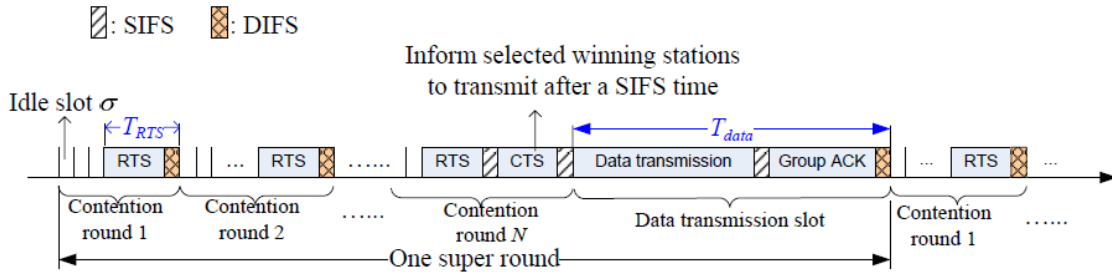 : SIFS : DIFS
Inform selected winning stations
to transmit after a SIFS time
Idle slot σ
T_RTS
T_data
RTS ... RTS ...... RTS CTS Data transmission Group ACK ... RTS ...
Contention
round 1
Contention
round 2
......
Contention
round N
Data transmission slot
Contention
round 1
......
One super round